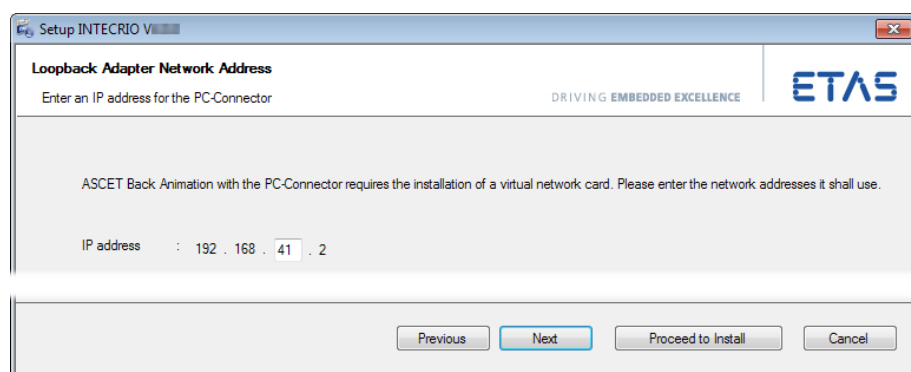 Setup INTECRIO V
Loopback Adapter Network Address
Enter an IP address for the PC-Connector
DRIVING EMBEDDED EXCELLENCE
ETAS
ASCET Back Animation with the PC-Connector requires the installation of a virtual network card. Please enter the network addresses it shall use.
IP address : 192 . 168 . 41 . 2
Previous Next Proceed to Install Cancel